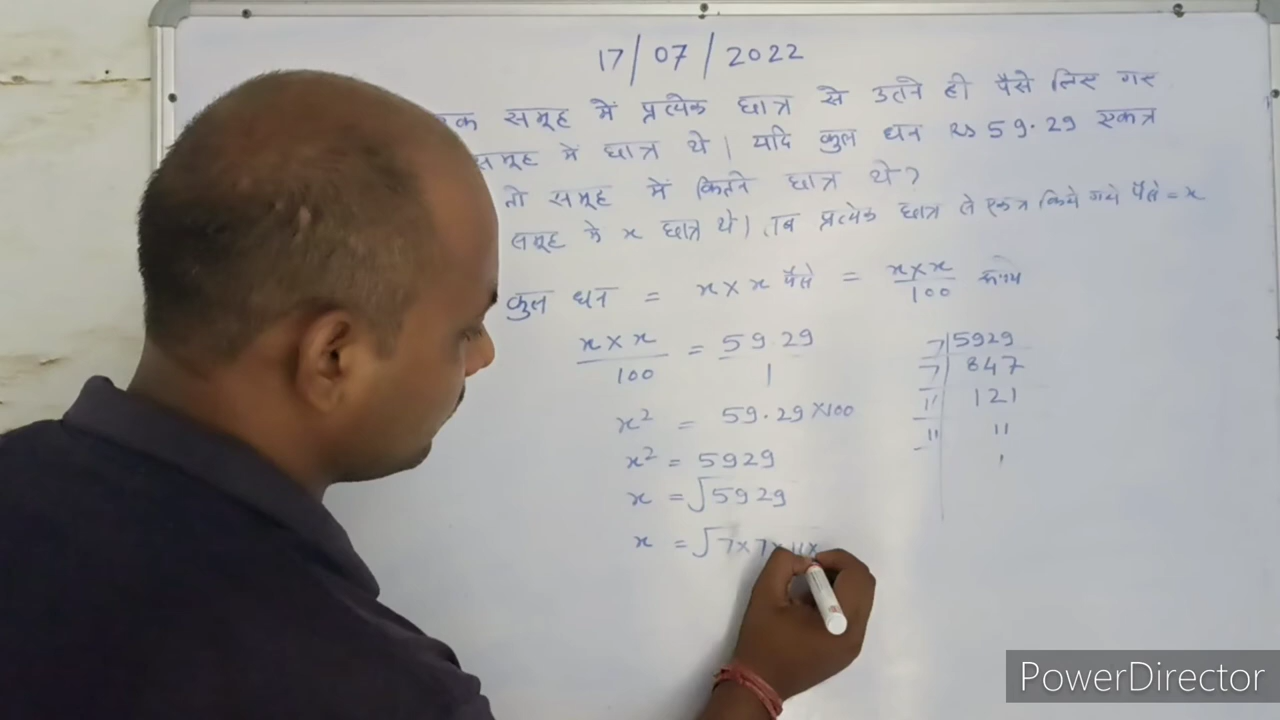 17/07/2022
एक समूह में प्रत्येक छात्र से उतने ही पैसे लिए गए
समूह मे छात्र थे। यदि कुल धन Rs 59.29 एकत्र
तो समूह में कितने छात्र थे?
समूह मे x छात्र थे। तब प्रत्येक छात्र से एकत्र किये गये पैसे = x
कुल धन = x×x पैसे = x×x/100 रूपये
x×x/100 = 59.29/1
x² = 59.29×100
x² = 5929
x = √5929
x = √7×7×11×
7|5929
7|847
11|121
11|11
1
PowerDirector